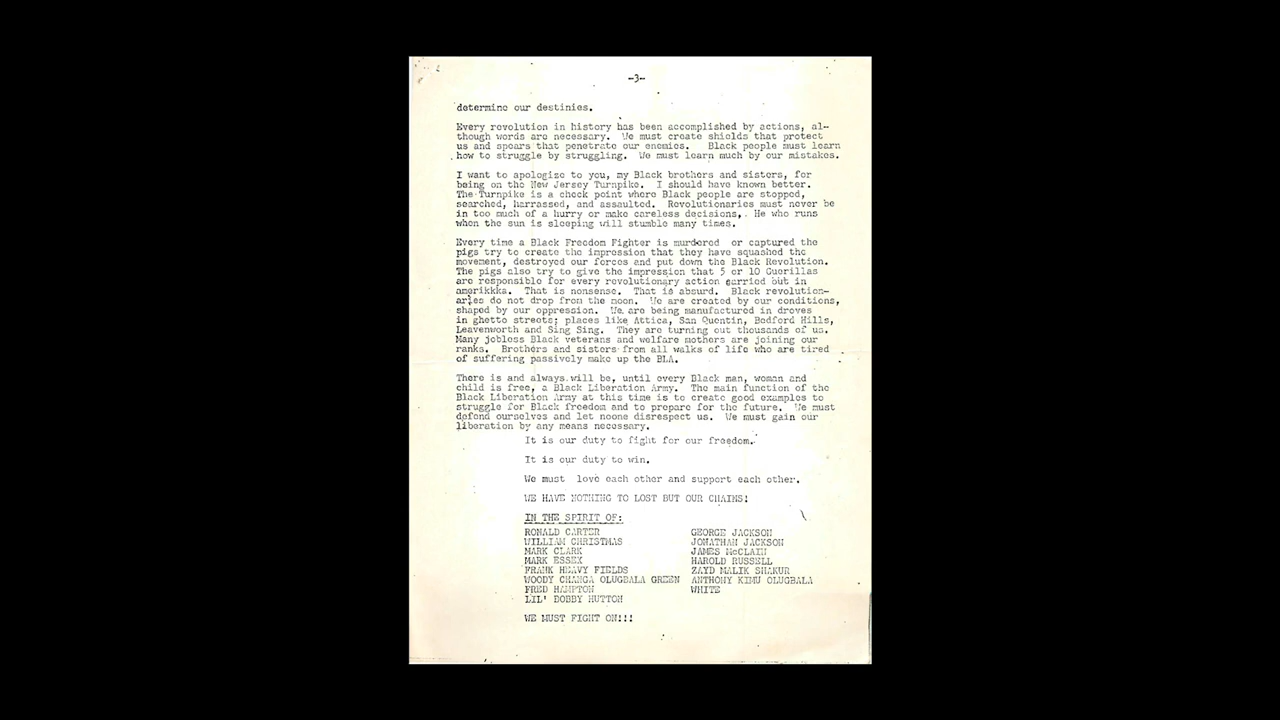 -3-
determine our destinies.
Every revolution in history has been accomplished by actions, al-
though words are necessary. We must create shields that protect
us and spears that penetrate our enemies. Black people must learn
how to struggle by struggling. We must learn much by our mistakes.
I want to apologize to you, my Black brothers and sisters, for
being on the New Jersey Turnpike. I should have known better.
The Turnpike is a check point where Black people are stopped,
searched, harrassed, and assaulted. Revolutionaries must never be
in too much of a hurry or make careless decisions,. He who runs
when the sun is sleeping will stumble many times.
Every time a Black Freedom Fighter is murdered or captured the
pigs try to create the impression that they have squashed the
movement, destroyed our forces and put down the Black Revolution.
The pigs also try to give the impression that 5 or 10 Guerillas
are responsible for every revolutionary action carried out in
amerikkka. That is nonsense. That is absurd. Black revolution-
aries do not drop from the moon. We are created by our conditions,
shaped by our oppression. We are being manufactured in droves
in ghetto streets; places like Attica, San Quentin, Bedford Hills,
Leavenworth and Sing Sing. They are turning out thousands of us.
Many jobless Black veterans and welfare mothers are joining our
ranks. Brothers and sisters from all walks of life who are tired
of suffering passively make up the BLA.
There is and always will be, until every Black man, woman and
child is free, a Black Liberation Army. The main function of the
Black Liberation Army at this time is to create good examples to
struggle for Black freedom and to prepare for the future. We must
defend ourselves and let noone disrespect us. We must gain our
liberation by any means necessary.
It is our duty to fight for our freedom.
It is our duty to win.
We must love each other and support each other.
WE HAVE NOTHING TO LOST BUT OUR CHAINS!
IN THE SPIRIT OF:
RONALD CARTER GEORGE JACKSON
WILLIAM CHRISTMAS JONATHAN JACKSON
MARK CLARK JAMES McCLAIN
MARK ESSEX HAROLD RUSSELL
FRANK HEAVY FIELDS ZAYD MALIK SHAKUR
WOODY CHANGA OLUGBALA GREEN ANTHONY KIMU OLUGBALA
FRED HAMPTON WHITE
LIL' BOBBY HUTTON
WE MUST FIGHT ON!!!